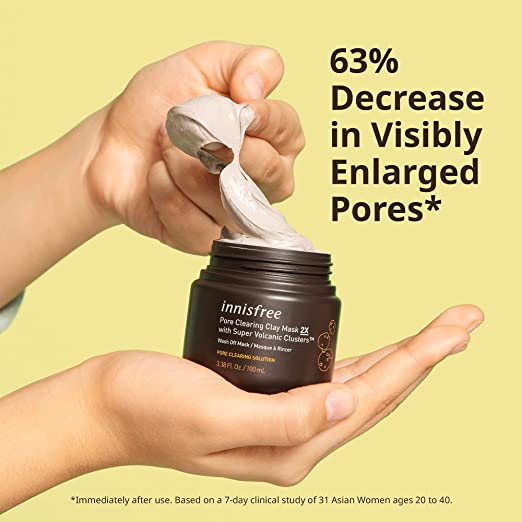 63%
Decrease
in Visibly
Enlarged
Pores*
innisfree
Pore Clearing Clay Mask 2X
with Super Volcanic Clusters™
Wash Off Mask / Masque à Rincer
PORE CLEARING SOLUTION
3.38 Fl. Oz. / 100 ml.
*Immediately after use. Based on a 7-day clinical study of 31 Asian Women ages 20 to 40.